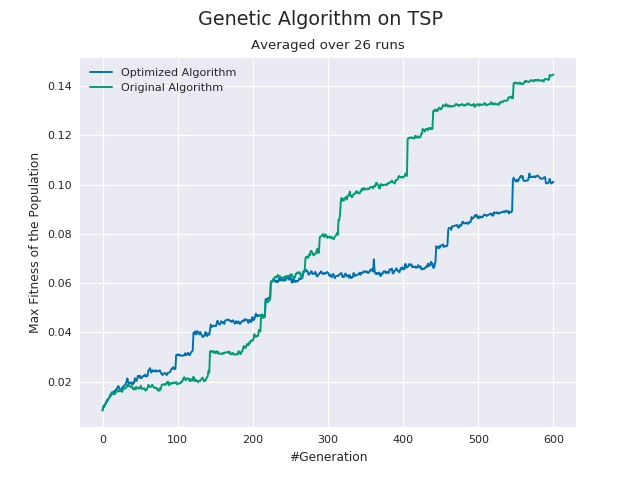 Genetic Algorithm on TSP
Averaged over 26 runs
Optimized Algorithm
Original Algorithm
Max Fitness of the Population
0.14
0.12
0.10
0.08
0.06
0.04
0.02
0 100 200 300 400 500 600
#Generation